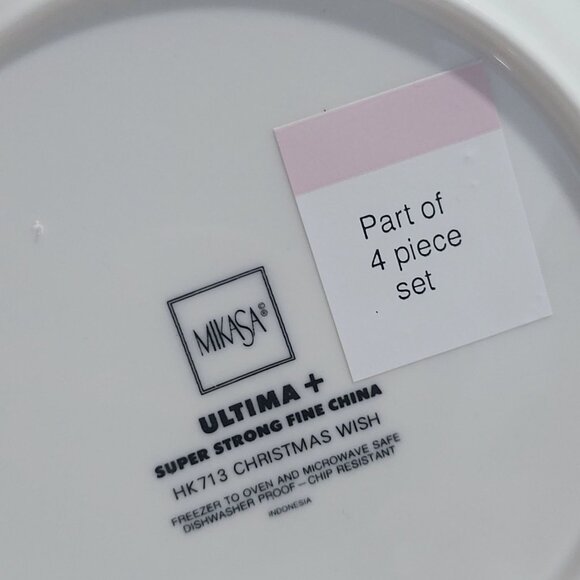 Part of
4 piece
set
MIKASA ©®
ULTIMA +
SUPER STRONG FINE CHINA
HK713 CHRISTMAS WISH
FREEZER TO OVEN AND MICROWAVE SAFE
DISHWASHER PROOF – CHIP RESISTANT
INDONESIA